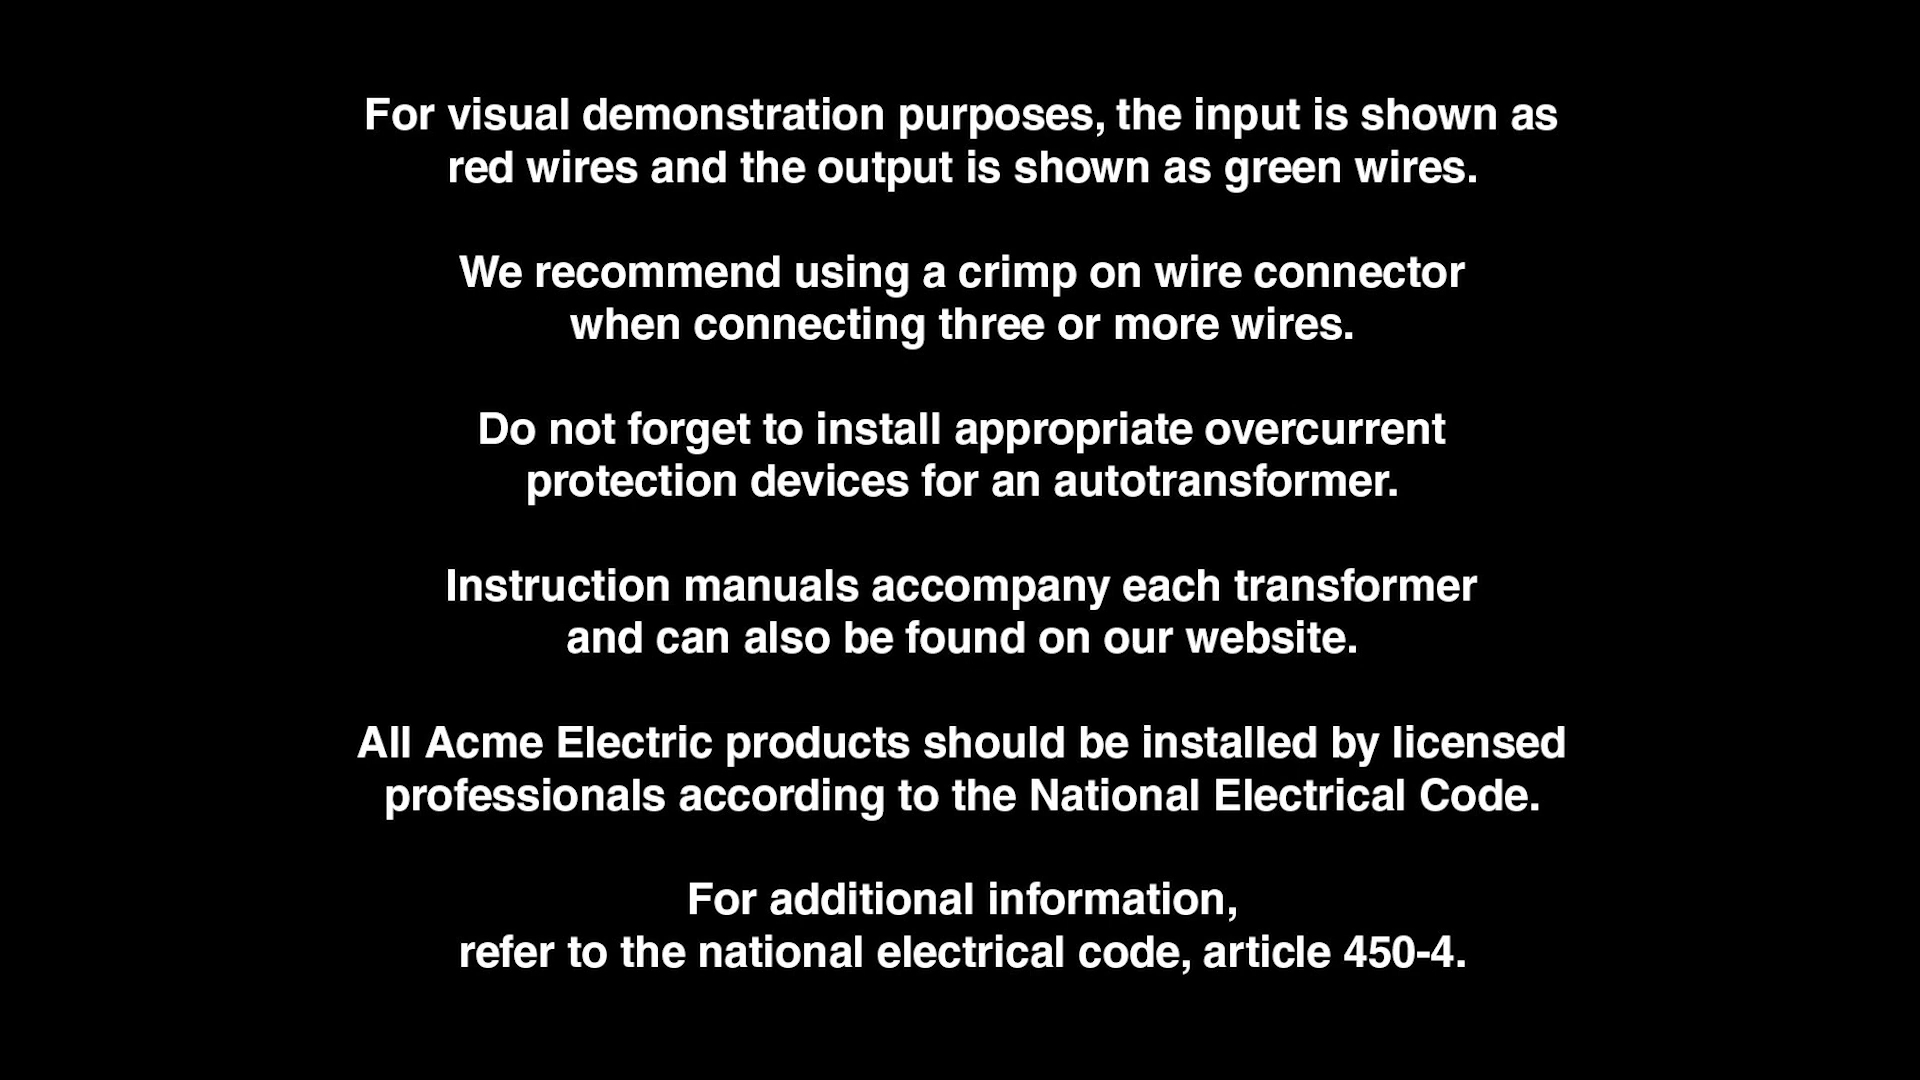 For visual demonstration purposes, the input is shown as
red wires and the output is shown as green wires.
We recommend using a crimp on wire connector
when connecting three or more wires.
Do not forget to install appropriate overcurrent
protection devices for an autotransformer.
Instruction manuals accompany each transformer
and can also be found on our website.
All Acme Electric products should be installed by licensed
professionals according to the National Electrical Code.
For additional information,
refer to the national electrical code, article 450-4.